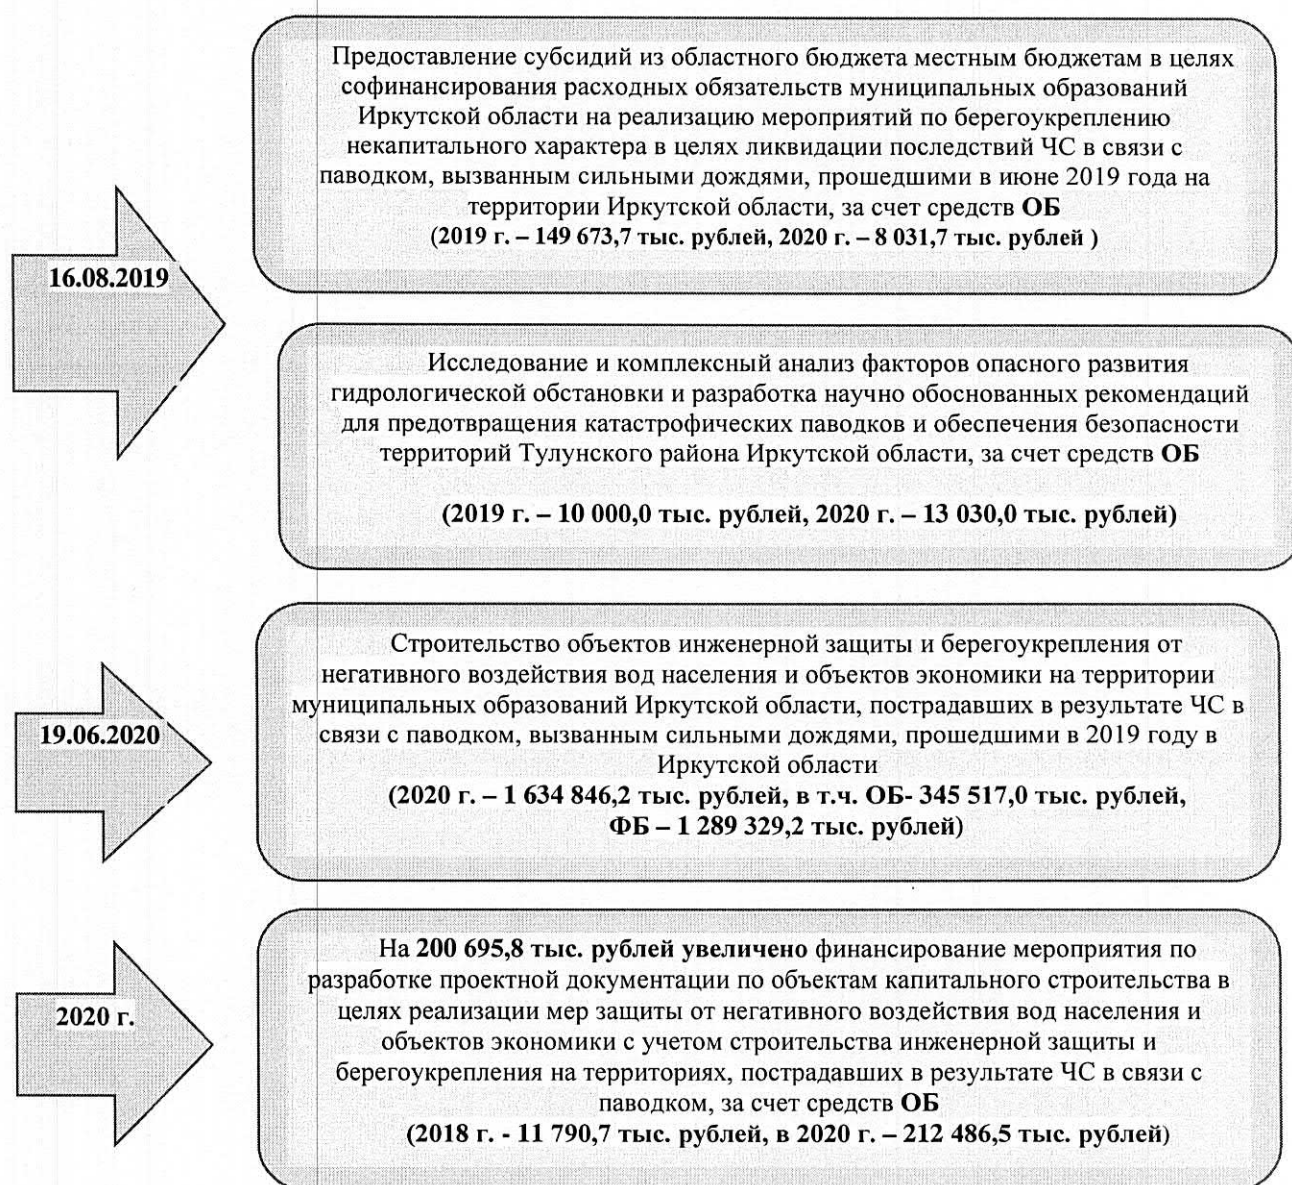 Предоставление субсидий из областного бюджета местным бюджетам в целях
софинансирования расходных обязательств муниципальных образований
Иркутской области на реализацию мероприятий по берегоукреплению
некапитального характера в целях ликвидации последствий ЧС в связи с
паводком, вызванным сильными дождями, прошедшими в июне 2019 года на
территории Иркутской области, за счет средств ОБ
(2019 г. – 149 673,7 тыс. рублей, 2020 г. – 8 031,7 тыс. рублей )
16.08.2019
Исследование и комплексный анализ факторов опасного развития
гидрологической обстановки и разработка научно обоснованных рекомендаций
для предотвращения катастрофических паводков и обеспечения безопасности
территорий Тулунского района Иркутской области, за счет средств ОБ
(2019 г. – 10 000,0 тыс. рублей, 2020 г. – 13 030,0 тыс. рублей)
Строительство объектов инженерной защиты и берегоукрепления от
негативного воздействия вод населения и объектов экономики на территории
муниципальных образований Иркутской области, пострадавших в результате ЧС в
связи с паводком, вызванным сильными дождями, прошедшими в 2019 году в
Иркутской области
(2020 г. – 1 634 846,2 тыс. рублей, в т.ч. ОБ- 345 517,0 тыс. рублей,
ФБ – 1 289 329,2 тыс. рублей)
19.06.2020
На 200 695,8 тыс. рублей увеличено финансирование мероприятия по
разработке проектной документации по объектам капитального строительства в
целях реализации мер защиты от негативного воздействия вод населения и
объектов экономики с учетом строительства инженерной защиты и
берегоукрепления на территориях, пострадавших в результате ЧС в связи с
паводком, за счет средств ОБ
(2018 г. - 11 790,7 тыс. рублей, в 2020 г. – 212 486,5 тыс. рублей)
2020 г.